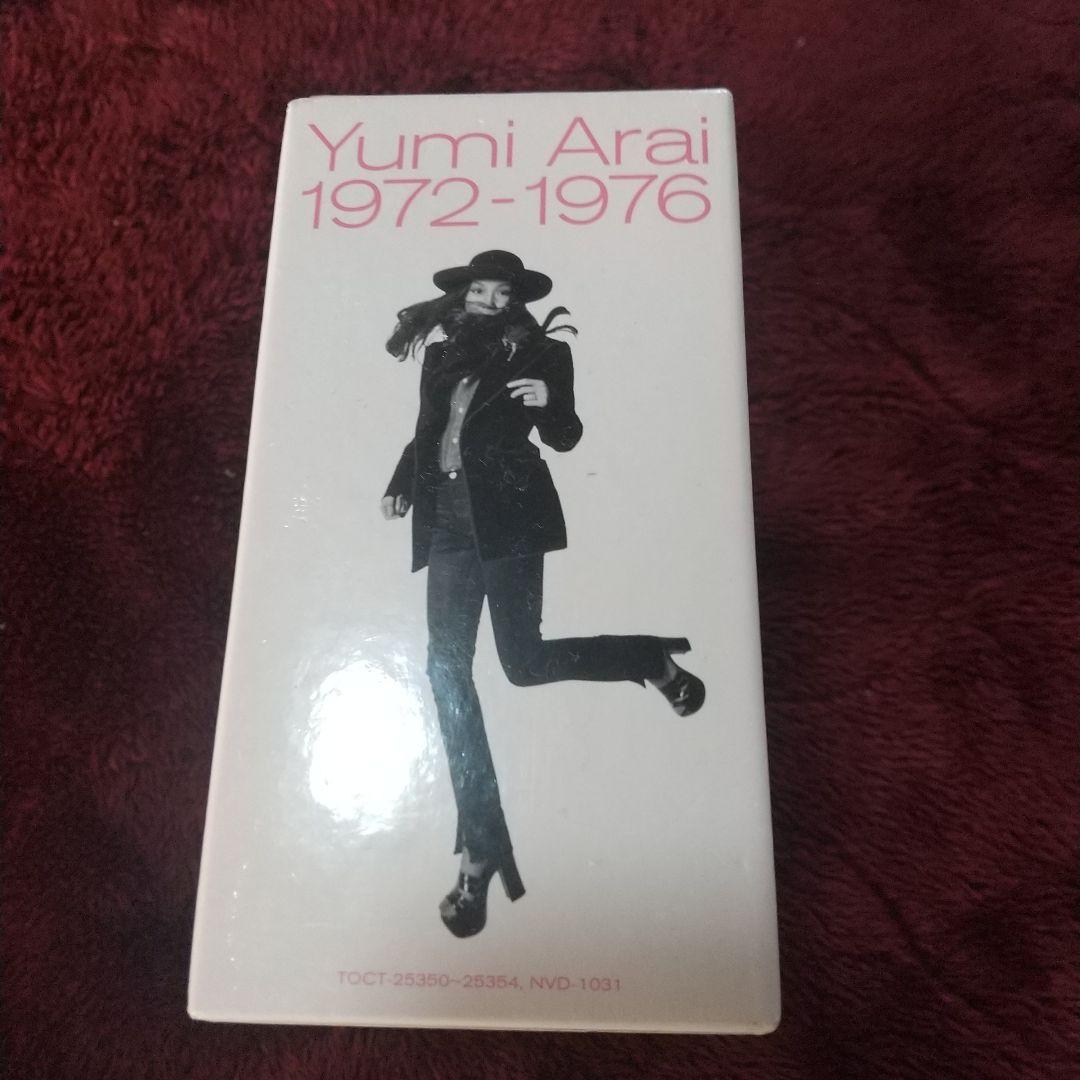 Yumi Arai
1972-1976
TOCT-25350~25354, NVD-1031